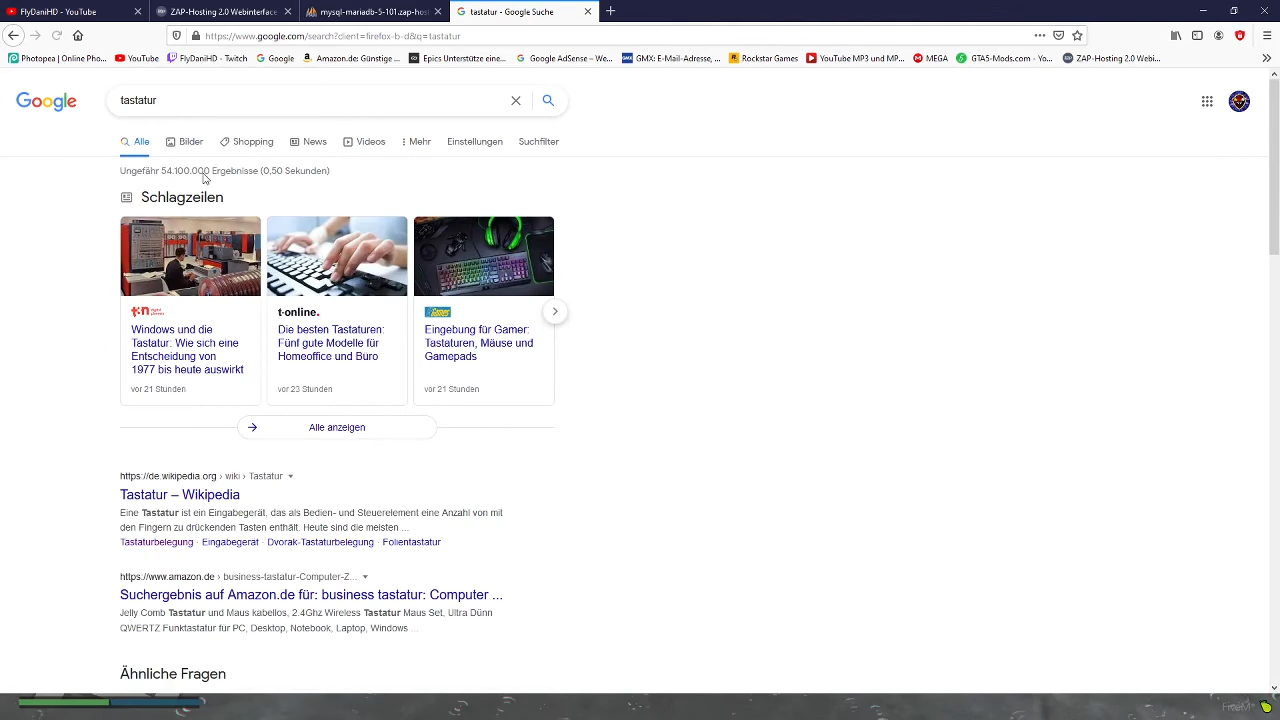 FlyDaniHD - YouTube
ZAP-Hosting 2.0 Webinterface
mysql-mariadb-5-101.zap-host
tastatur - Google Suche
https://www.google.com/search?client=firefox-b-d&q=tastatur
Photopea | Online Pho...
YouTube
FlyDaniHD - Twitch
Google
Amazon.de: Günstige ...
Epics Unterstütze eine...
Google AdSense – We...
GMX: E-Mail-Adresse, ...
Rockstar Games
YouTube MP3 und MP...
MEGA
GTA5-Mods.com - Yo...
ZAP-Hosting 2.0 Webi...
Google
tastatur
Alle
Bilder
Shopping
News
Videos
Mehr
Einstellungen
Suchfilter
Ungefähr 54.100.000 Ergebnisse (0,50 Sekunden)
Schlagzeilen
Windows und die
Tastatur: Wie sich eine
Entscheidung von
1977 bis heute auswirkt
vor 21 Stunden
t-online.
Die besten Tastaturen:
Fünf gute Modelle für
Homeoffice und Büro
vor 23 Stunden
Eingebung für Gamer:
Tastaturen, Mäuse und
Gamepads
vor 21 Stunden
Alle anzeigen
https://de.wikipedia.org › wiki › Tastatur
Tastatur – Wikipedia
Eine Tastatur ist ein Eingabegerät, das als Bedien- und Steuerelement eine Anzahl von mit
den Fingern zu drückenden Tasten enthält. Heute sind die meisten ...
Tastaturbelegung · Eingabegerät · Dvorak-Tastaturbelegung · Folientastatur
https://www.amazon.de › business-tastatur-Computer-Z...
Suchergebnis auf Amazon.de für: business tastatur: Computer ...
Jelly Comb Tastatur und Maus kabellos, 2.4Ghz Wireless Tastatur Maus Set, Ultra Dünn
QWERTZ Funktastatur für PC, Desktop, Notebook, Laptop, Windows ...
Ähnliche Fragen
FiveM